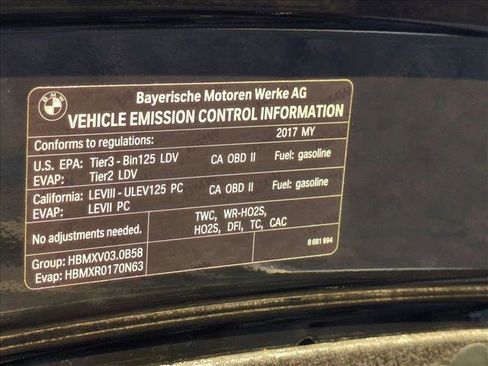 BMW
Bayerische Motoren Werke AG
VEHICLE EMISSION CONTROL INFORMATION
Conforms to regulations: 2017 MY
U.S. EPA: Tier3 - Bin125 LDV CA OBD II Fuel: gasoline
EVAP: Tier2 LDV
California: LEVIII - ULEV125 PC CA OBD II Fuel: gasoline
EVAP: LEVII PC
No adjustments needed.
TWC, WR-HO2S,
HO2S, DFI, TC, CAC
Group: HBMXV03.0B58
Evap: HBMXR0170N63
8 681 994